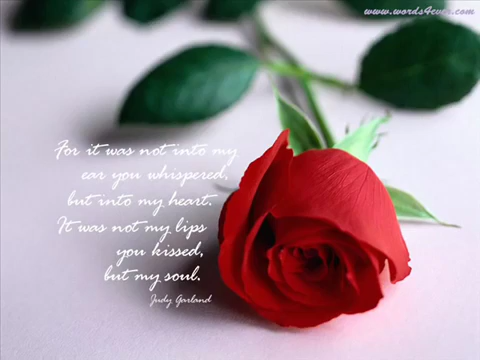 www.words4ever.com
For it was not into my
ear you whispered,
but into my heart.
It was not my lips
you kissed,
but my soul.
Judy Garland